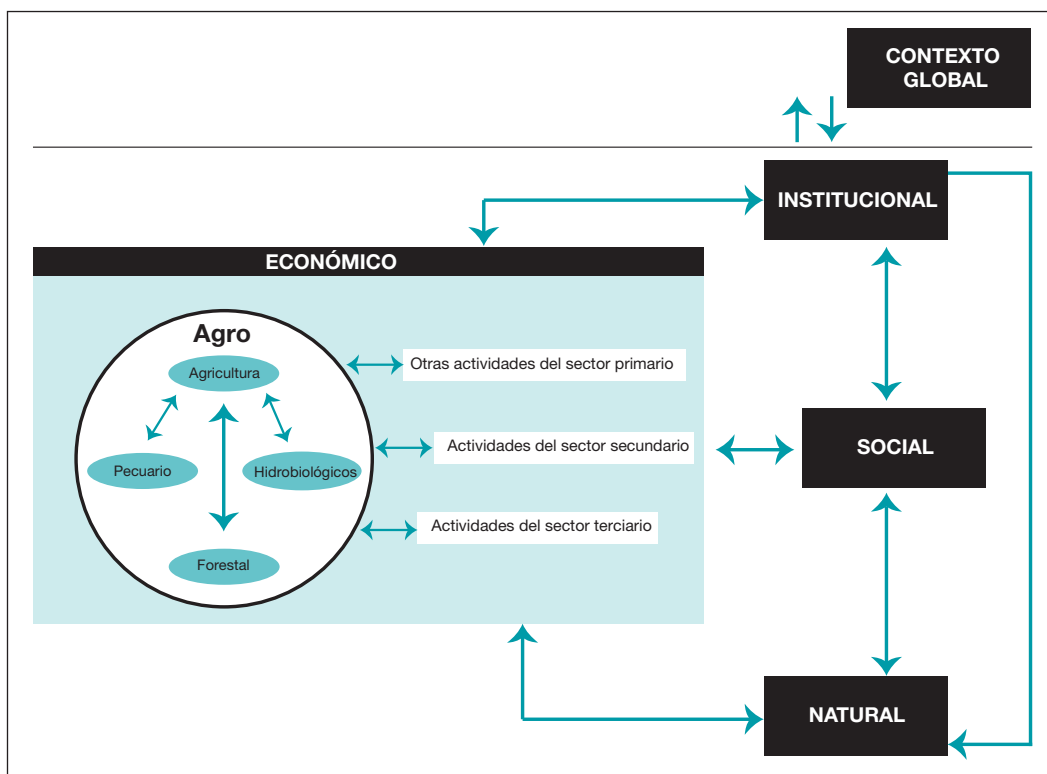 CONTEXTO
GLOBAL
INSTITUCIONAL
ECONÓMICO
Agro
Agricultura
Otras actividades del sector primario
Pecuario
Hidrobiológicos
Actividades del sector secundario
SOCIAL
Actividades del sector terciario
Forestal
NATURAL